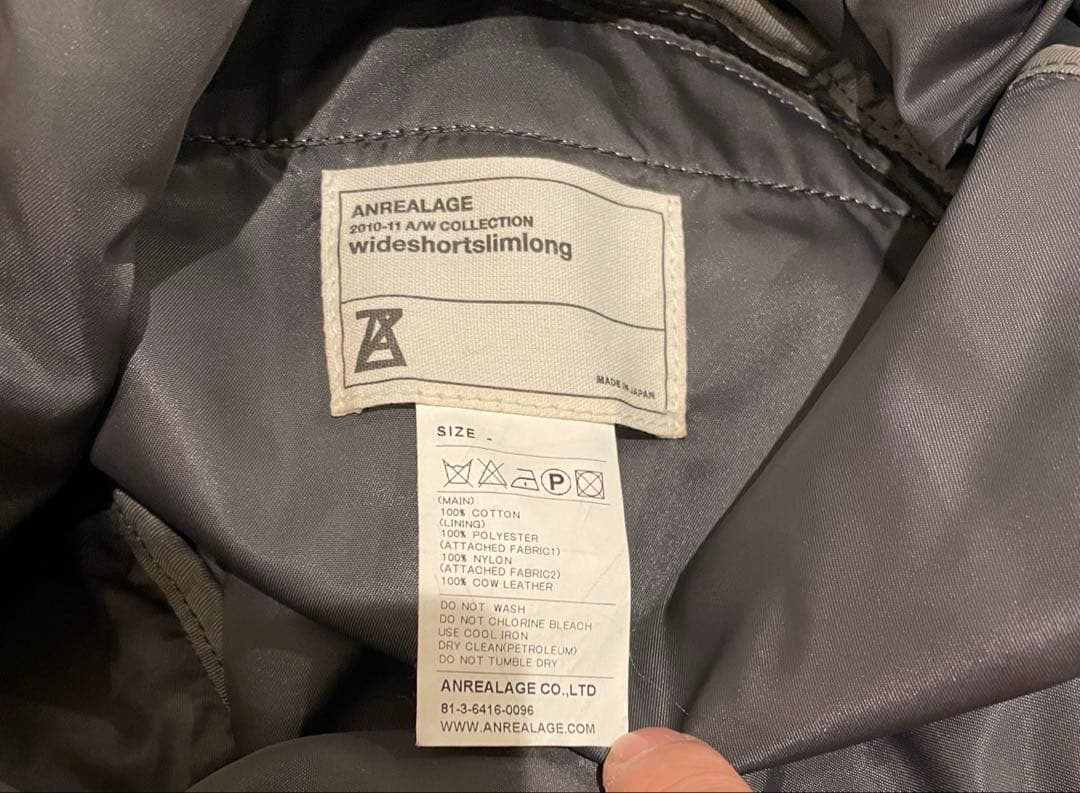 ANREALAGE
2010-11 A/W COLLECTION
wideshortslimlong
MADE IN JAPAN
SIZE -
P
(MAIN)
100% COTTON
(LINING)
100% POLYESTER
(ATTACHED FABRIC1)
100% NYLON
(ATTACHED FABRIC2)
100% COW LEATHER
DO NOT WASH
DO NOT CHLORINE BLEACH
USE COOL IRON
DRY CLEAN(PETROLEUM)
DO NOT TUMBLE DRY
ANREALAGE CO.,LTD
81-3-6416-0096
WWW.ANREALAGE.COM